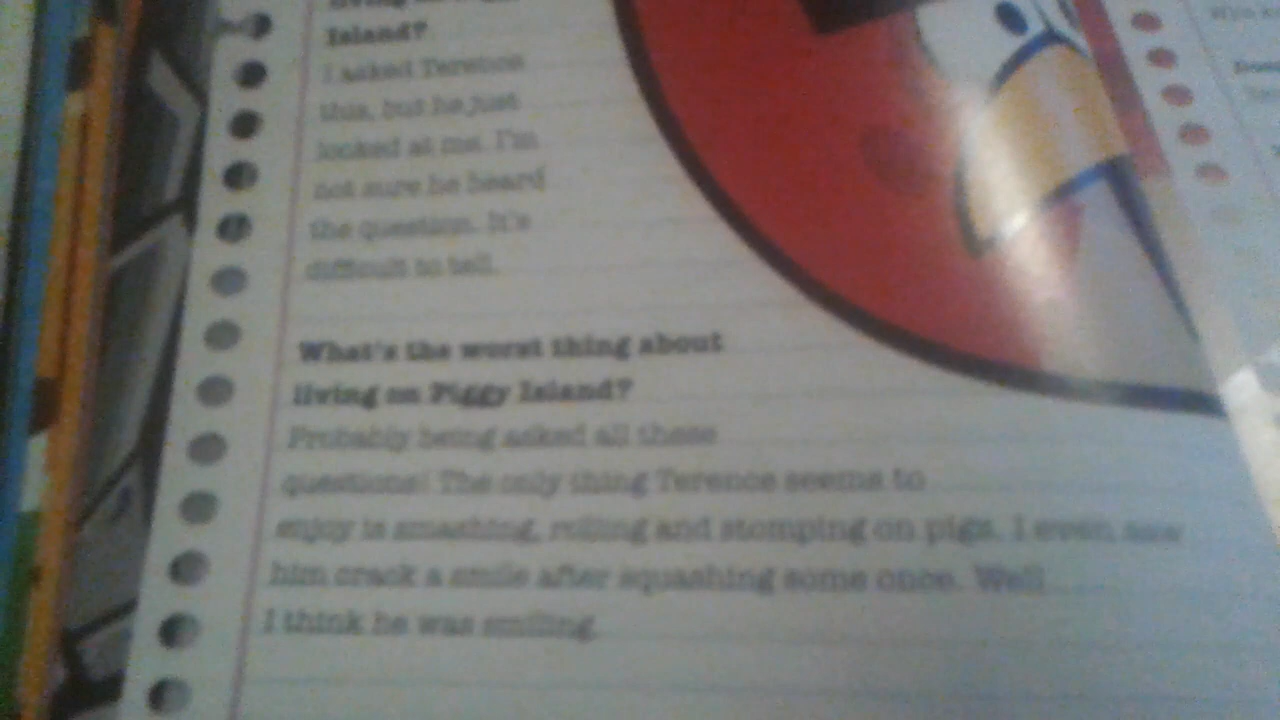 living on Piggy
Island?
I asked Terence
this, but he just
looked at me. I'm
not sure he heard
the question. It's
difficult to tell.
What's the worst thing about
living on Piggy Island?
Probably being asked all these
questions! The only thing Terence seems to
enjoy is smashing, rolling and stomping on pigs. I even saw
him crack a smile after squashing some once. Well ...
I think he was smiling.